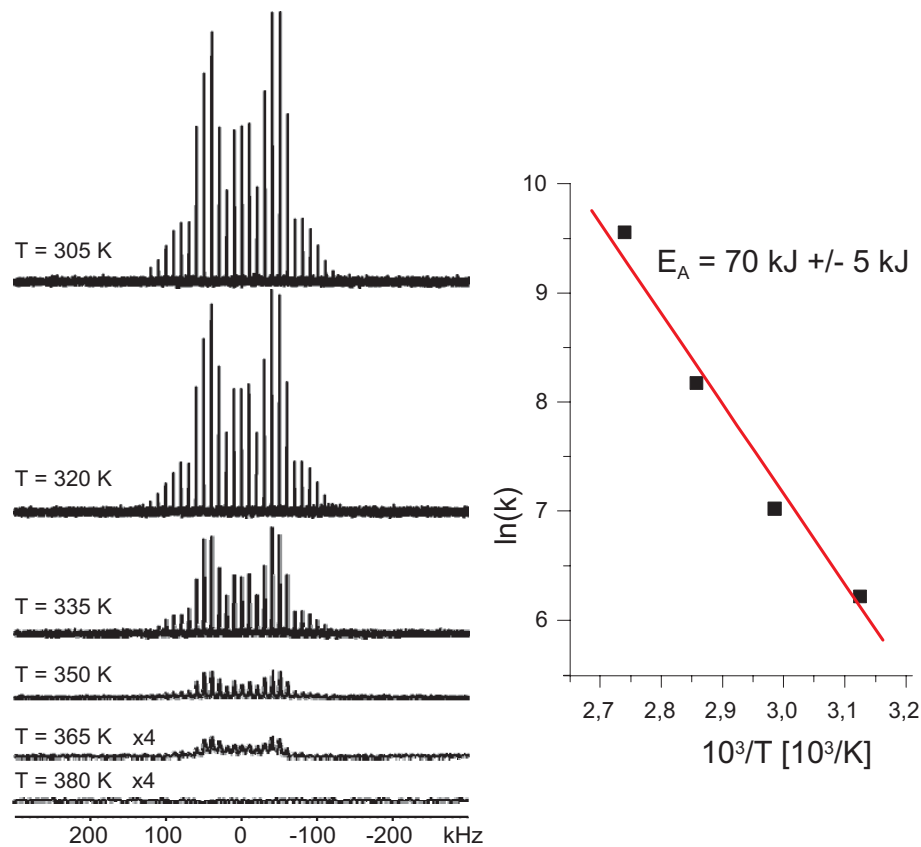 T = 305 K
T = 320 K
T = 335 K
T = 350 K
T = 365 K x4
T = 380 K x4
200 100 0 -100 -200 kHz
10
9
8
7
6
ln(k)
E_A = 70 kJ +/- 5 kJ
2,7 2,8 2,9 3,0 3,1 3,2
10³/T [10³/K]